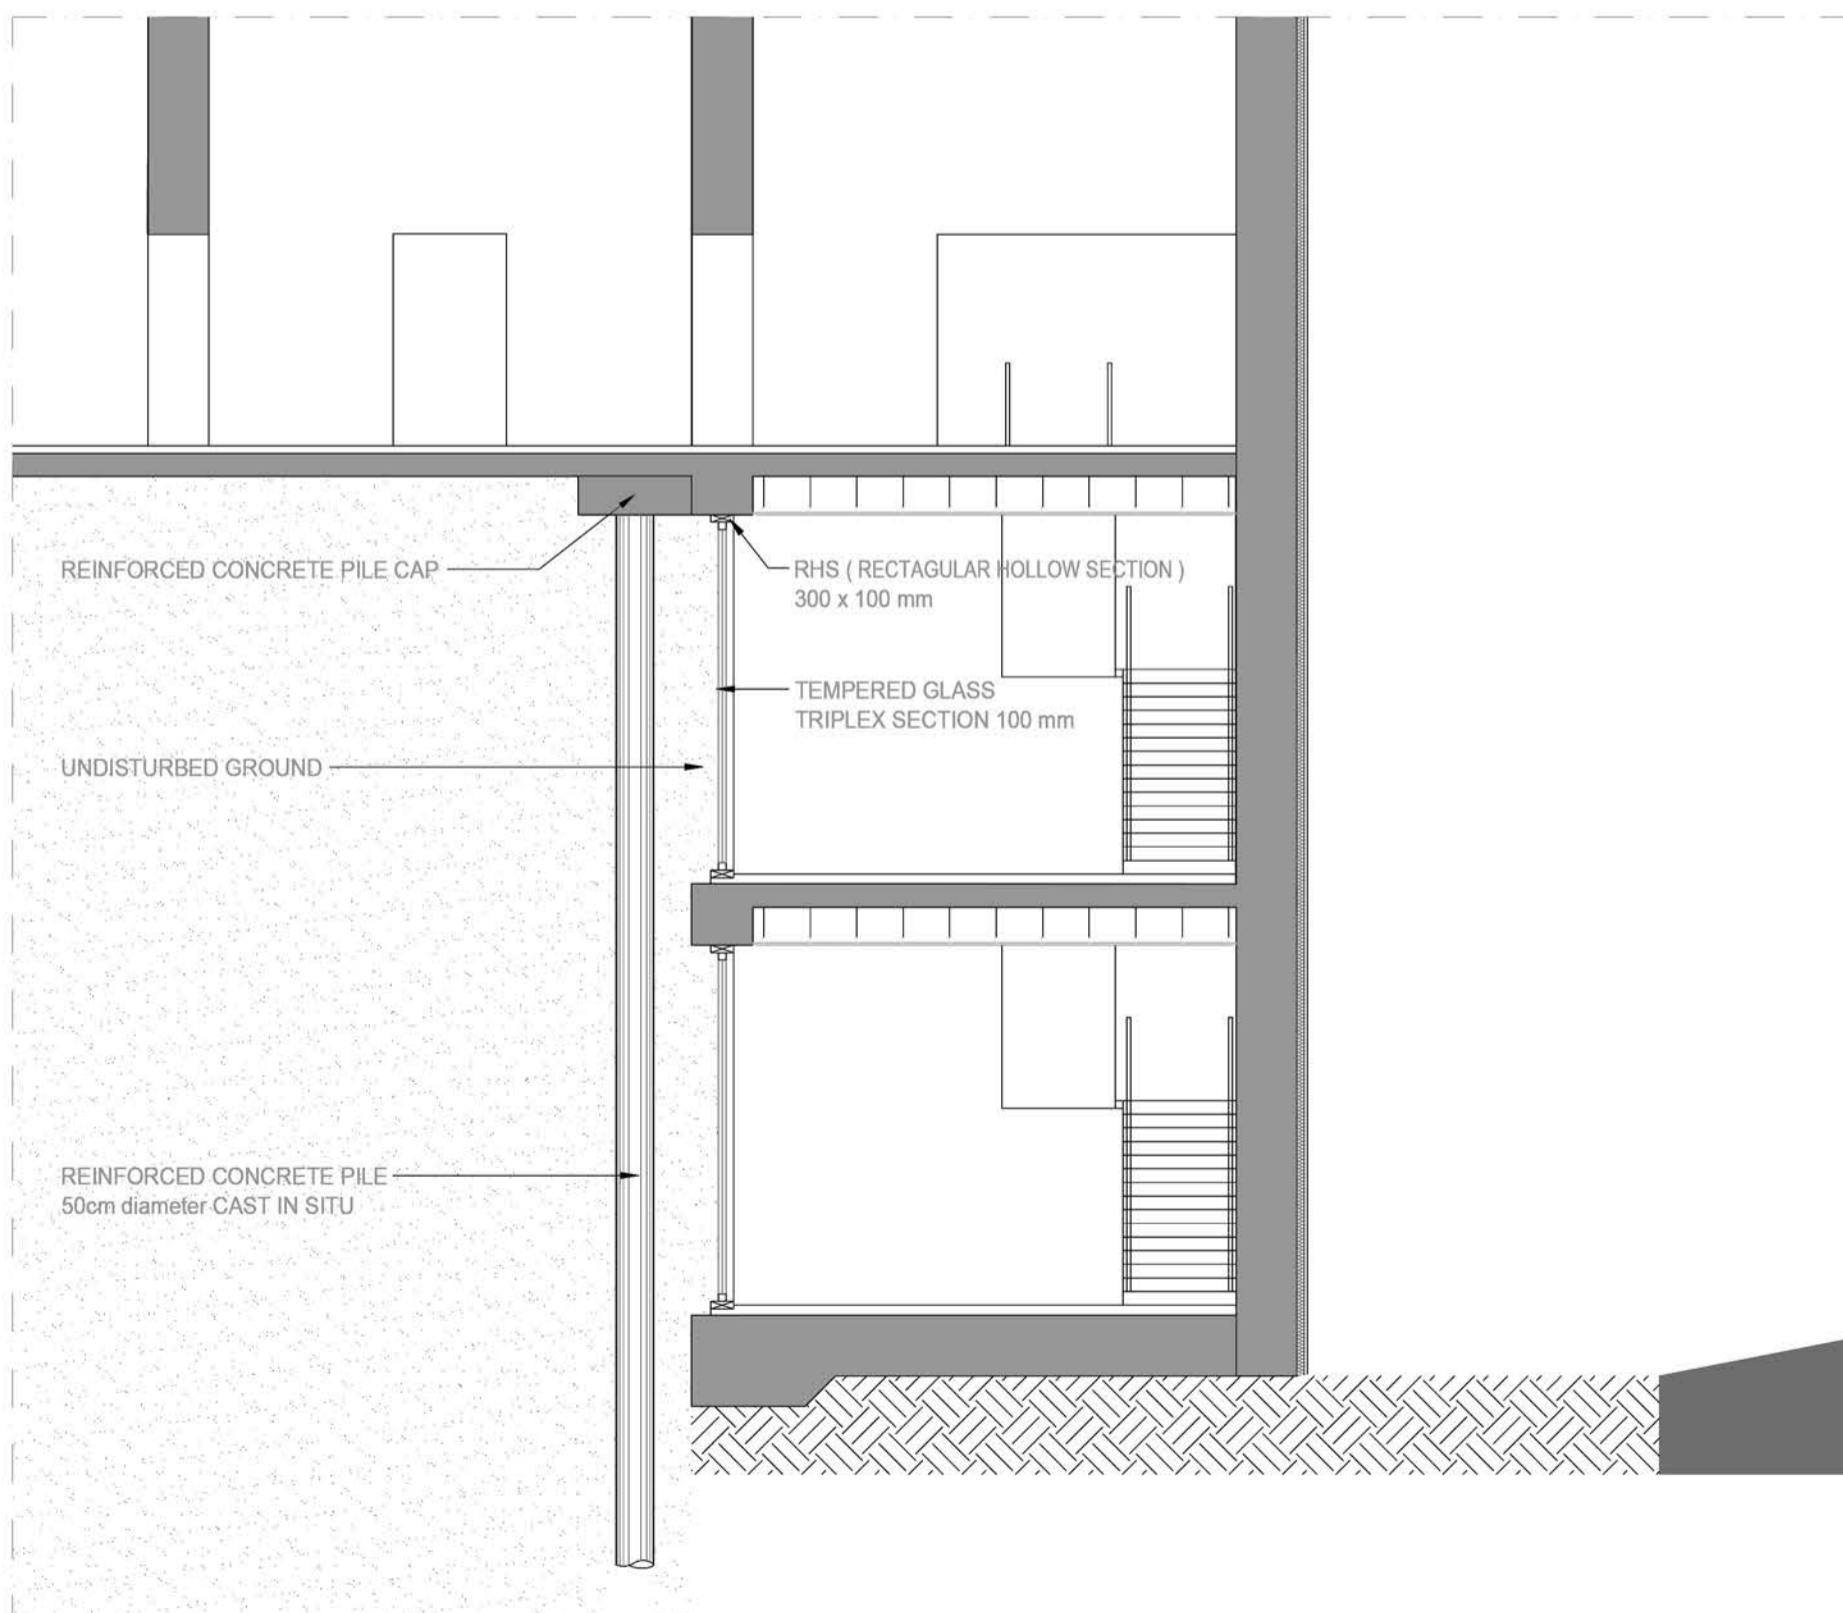 REINFORCED CONCRETE PILE CAP
RHS ( RECTAGULAR HOLLOW SECTION )
300 x 100 mm
TEMPERED GLASS
TRIPLEX SECTION 100 mm
UNDISTURBED GROUND
REINFORCED CONCRETE PILE
50cm diameter CAST IN SITU